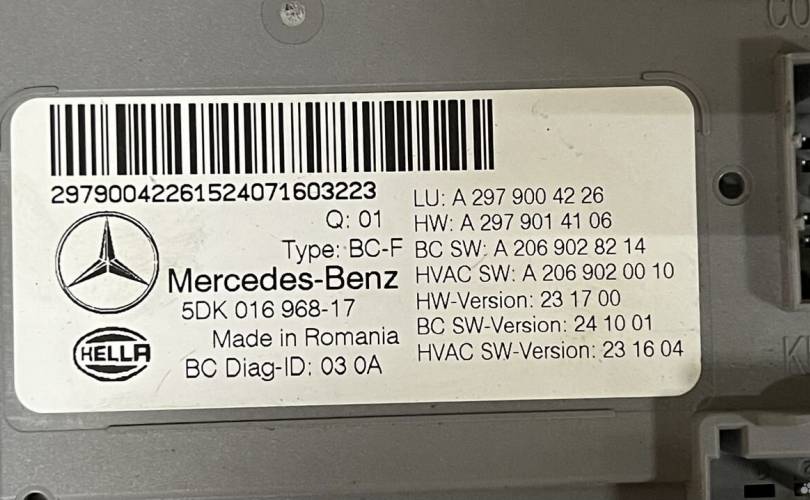 29790042261524071603223
Q: 01
Type: BC-F
Mercedes-Benz
5DK 016 968-17
Made in Romania
HELLA
BC Diag-ID: 03 0A
LU: A 297 900 42 26
HW: A 297 901 41 06
BC SW: A 206 902 82 14
HVAC SW: A 206 902 00 10
HW-Version: 23 17 00
BC SW-Version: 24 10 01
HVAC SW-Version: 23 16 04